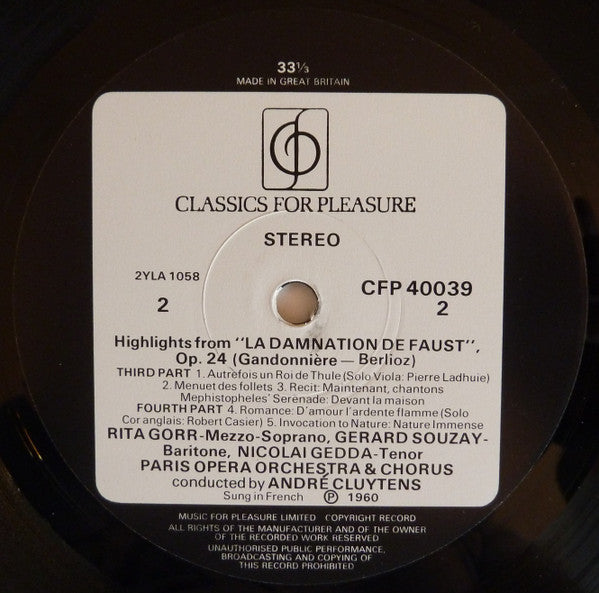 33⅓
MADE IN GREAT BRITAIN
CLASSICS FOR PLEASURE
STEREO
2YLA 1058
2
CFP 40039
2
Highlights from "LA DAMNATION DE FAUST",
Op. 24 (Gandonnière — Berlioz)
THIRD PART 1. Autrefois un Roi de Thule (Solo Viola: Pierre Ladhuie)
2. Menuet des follets 3. Recit: Maintenant, chantons
Mephistopheles' Serenade: Devant la maison
FOURTH PART 4. Romance: D'amour l'ardente flamme (Solo
Cor anglais: Robert Casier) 5. Invocation to Nature: Nature Immense
RITA GORR-Mezzo-Soprano, GERARD SOUZAY-
Baritone, NICOLAI GEDDA-Tenor
PARIS OPERA ORCHESTRA & CHORUS
conducted by ANDRÉ CLUYTENS
Sung in French ℗ 1960
MUSIC FOR PLEASURE LIMITED COPYRIGHT RECORD
ALL RIGHTS OF THE MANUFACTURER AND OF THE OWNER
OF THE RECORDED WORK RESERVED
UNAUTHORISED PUBLIC PERFORMANCE,
BROADCASTING AND COPYING OF
THIS RECORD PROHIBITED